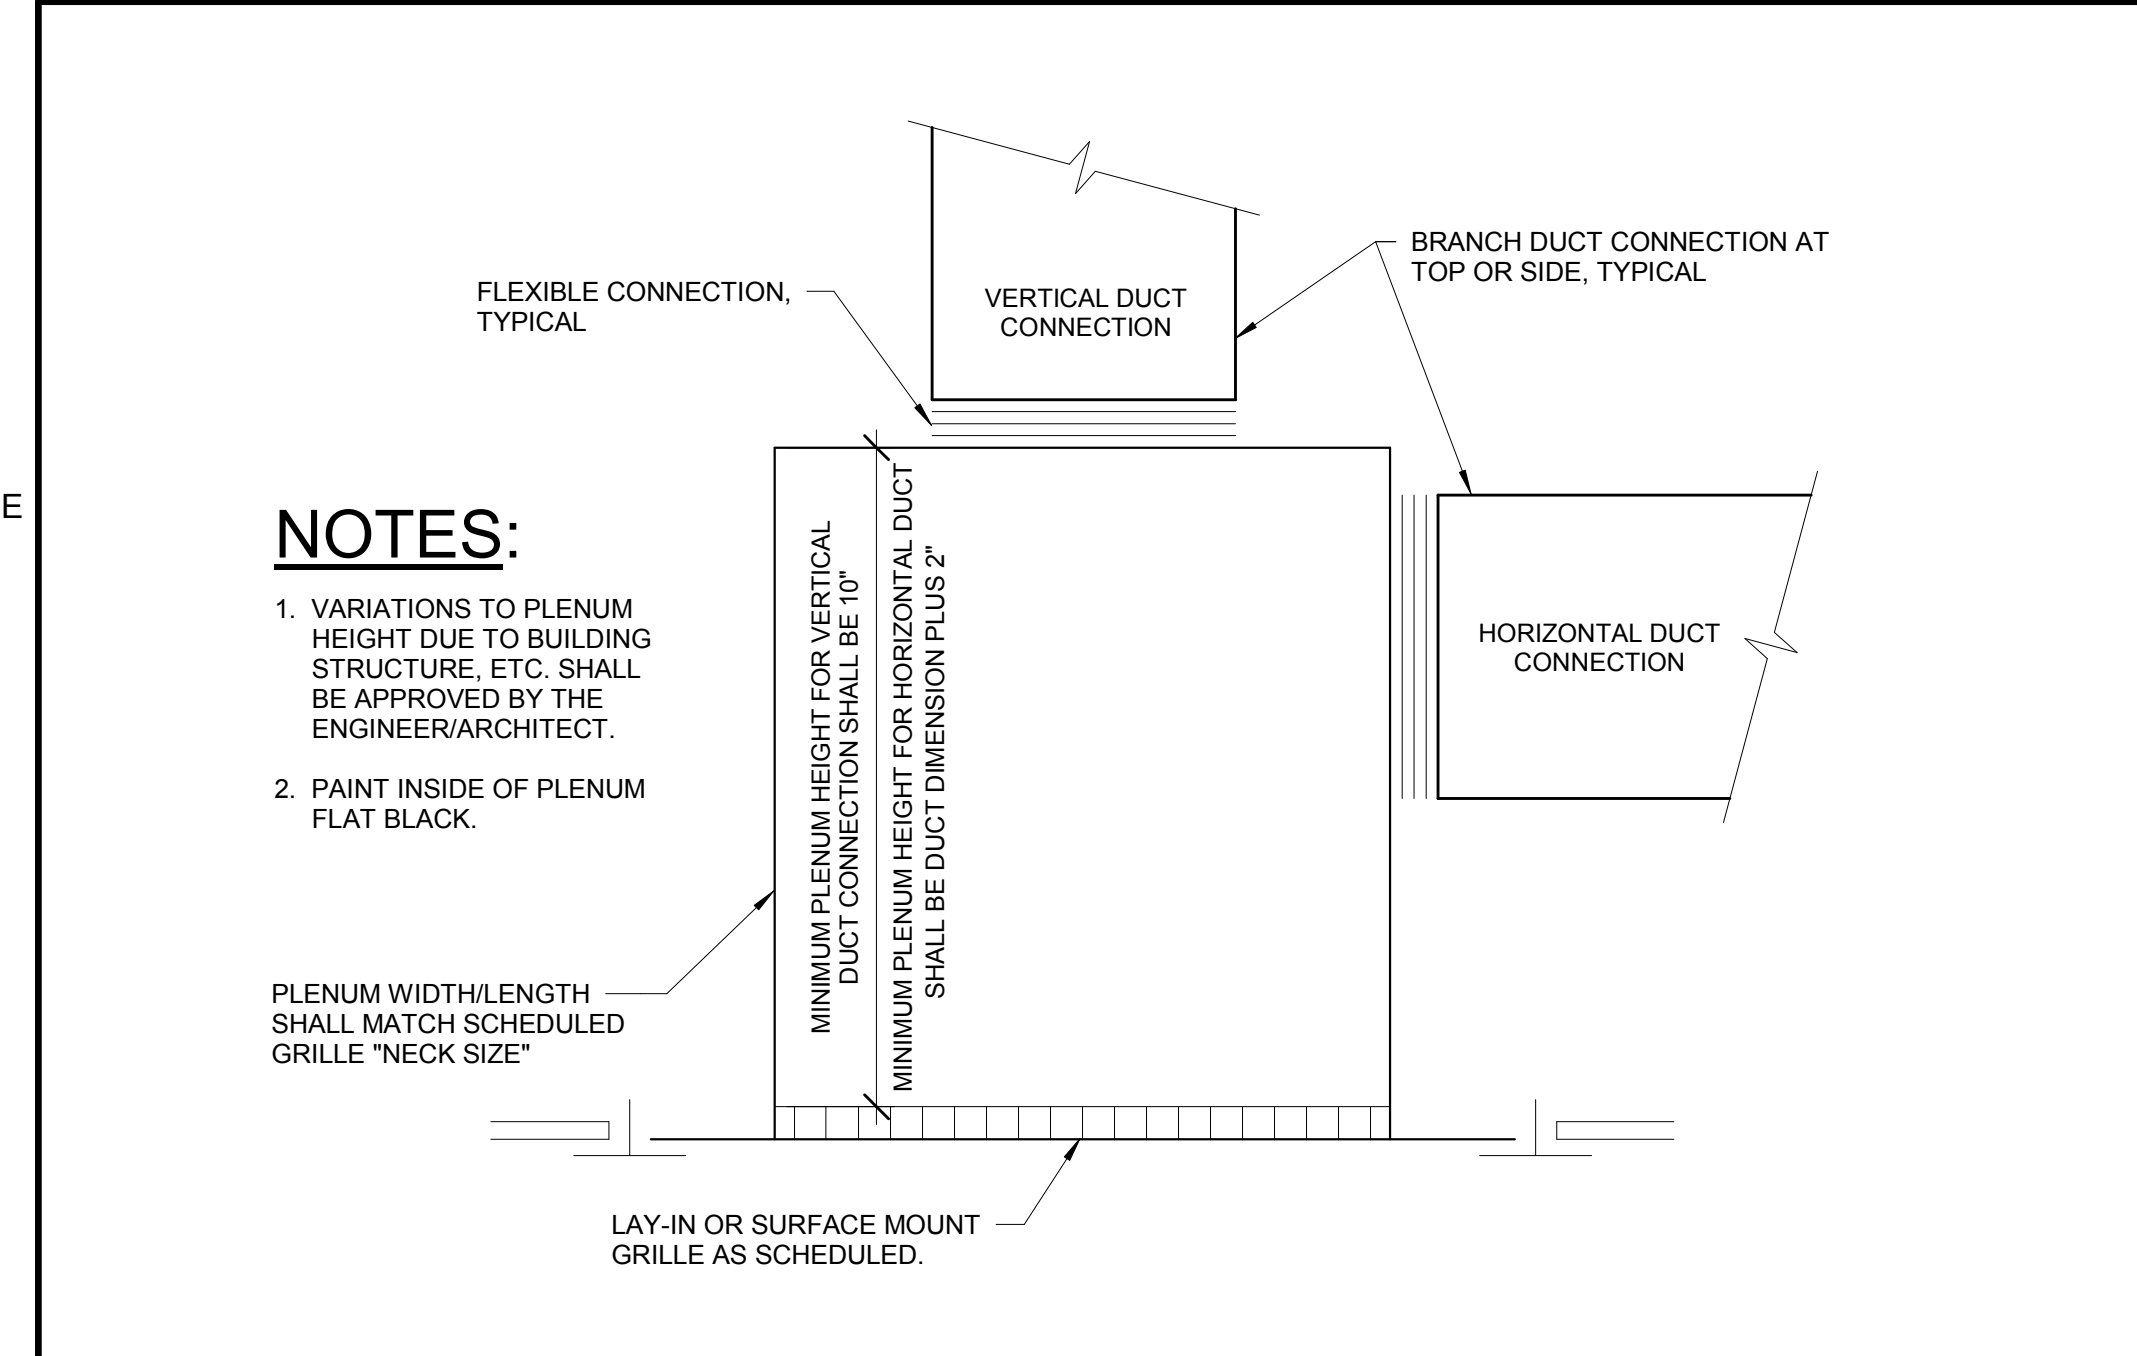 BRANCH DUCT CONNECTION AT
TOP OR SIDE, TYPICAL
FLEXIBLE CONNECTION,
TYPICAL
VERTICAL DUCT
CONNECTION
E
NOTES:
1. VARIATIONS TO PLENUM
HEIGHT DUE TO BUILDING
STRUCTURE, ETC. SHALL
BE APPROVED BY THE
ENGINEER/ARCHITECT.
2. PAINT INSIDE OF PLENUM
FLAT BLACK.
MINIMUM PLENUM HEIGHT FOR VERTICAL
DUCT CONNECTION SHALL BE 10"
MINIMUM PLENUM HEIGHT FOR HORIZONTAL DUCT
SHALL BE DUCT DIMENSION PLUS 2"
HORIZONTAL DUCT
CONNECTION
PLENUM WIDTH/LENGTH
SHALL MATCH SCHEDULED
GRILLE "NECK SIZE"
LAY-IN OR SURFACE MOUNT
GRILLE AS SCHEDULED.